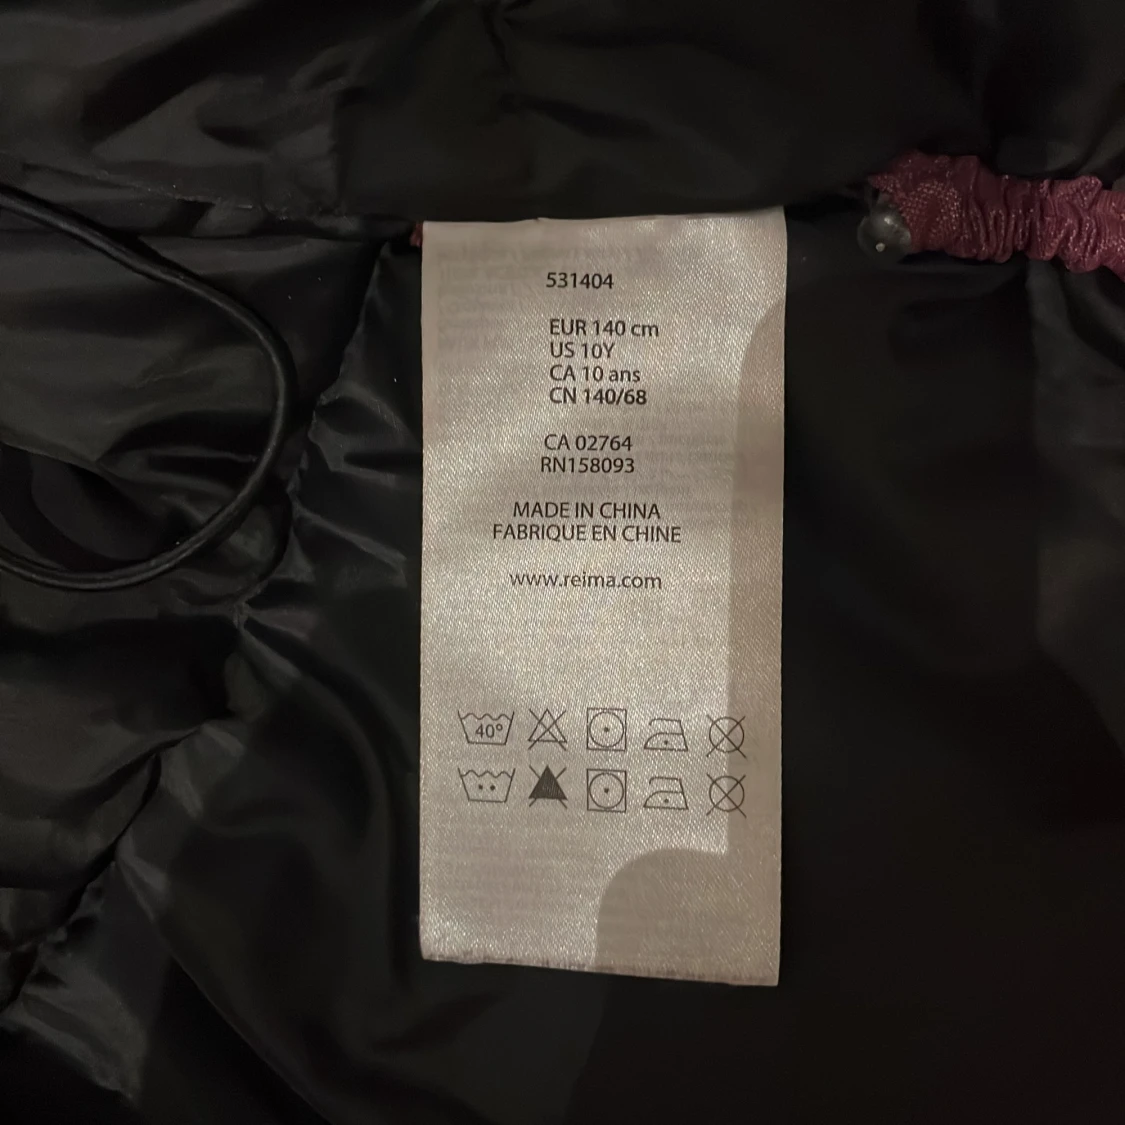 531404
EUR 140 cm
US 10Y
CA 10 ans
CN 140/68
CA 02764
RN158093
MADE IN CHINA
FABRIQUE EN CHINE
www.reima.com
40°